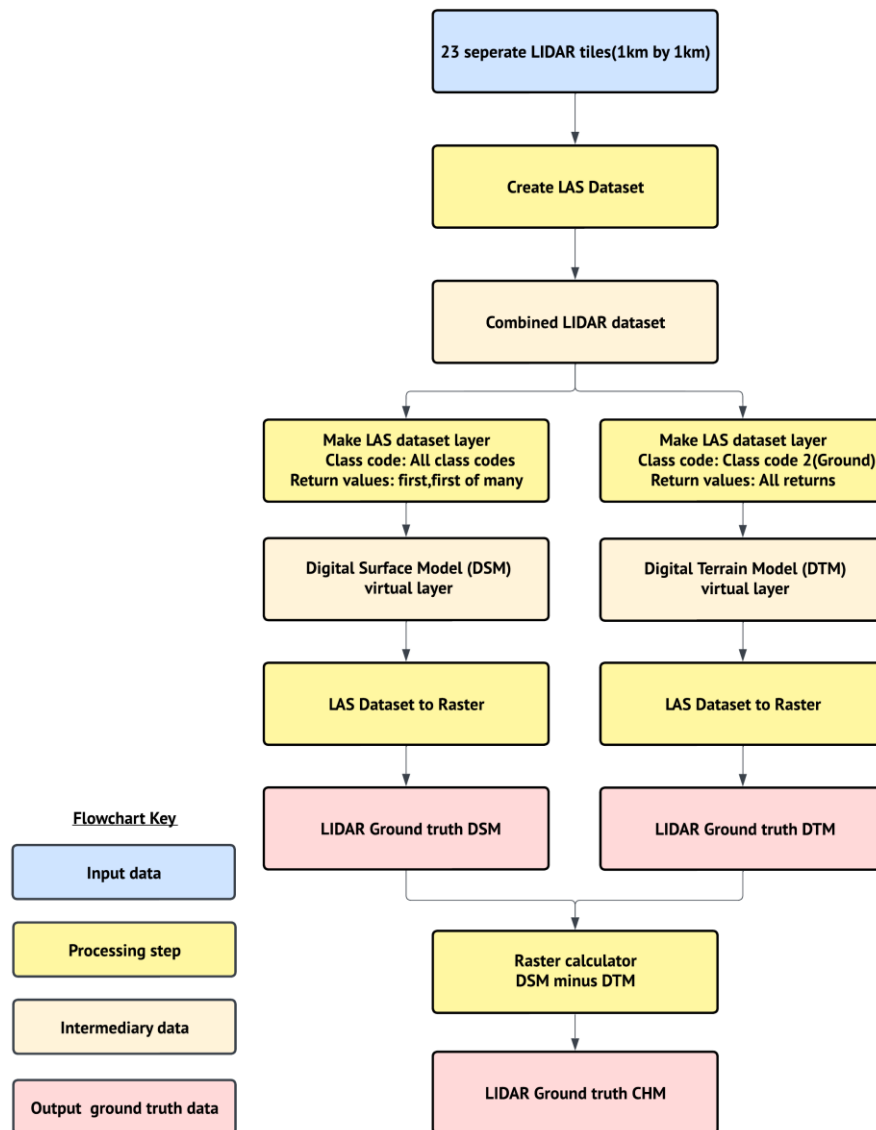 23 seperate LIDAR tiles(1km by 1km)
Create LAS Dataset
Combined LIDAR dataset
Make LAS dataset layer
Class code: All class codes
Return values: first,first of many
Make LAS dataset layer
Class code: Class code 2(Ground)
Return values: All returns
Digital Surface Model (DSM)
virtual layer
Digital Terrain Model (DTM)
virtual layer
LAS Dataset to Raster
LAS Dataset to Raster
LIDAR Ground truth DSM
LIDAR Ground truth DTM
Raster calculator
DSM minus DTM
LIDAR Ground truth CHM
Flowchart Key
Input data
Processing step
Intermediary data
Output ground truth data